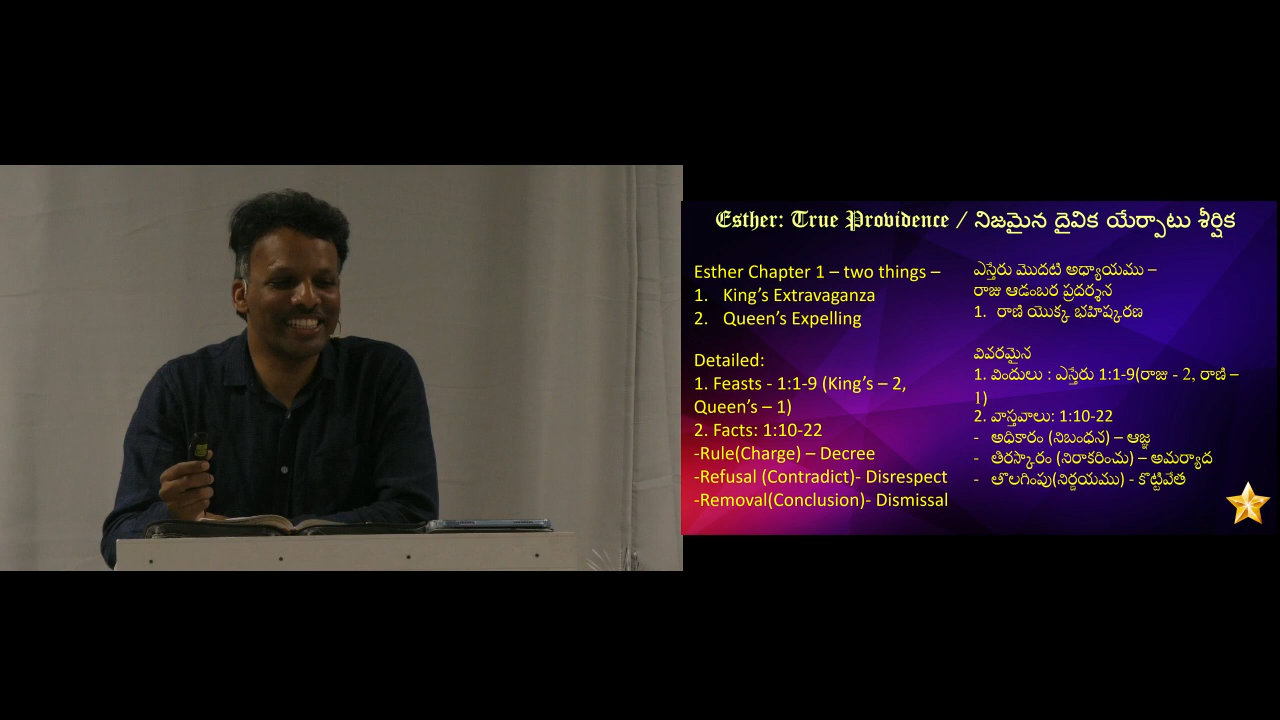 Esther: True Providence / నిజమైన దైవిక యేర్పాటు శీర్షిక
Esther Chapter 1 – two things –
1. King's Extravaganza
2. Queen's Expelling
Detailed:
1. Feasts - 1:1-9 (King's – 2,
Queen's – 1)
2. Facts: 1:10-22
-Rule(Charge) – Decree
-Refusal (Contradict)- Disrespect
-Removal(Conclusion)- Dismissal
ఎస్తేరు మొదటి అధ్యాయము –
రాజు ఆడంబర ప్రదర్శన
1. రాణి యొక్క భహిష్కరణ
వివరమైన
1. విందులు : ఎస్తేరు 1:1-9(రాజు - 2, రాణి –
1)
2. వాస్తవాలు: 1:10-22
- అధికారం (నిబంధన) – ఆజ్ఞ
- తిరస్కారం (నిరాకరించు) – అమర్యాద
- తొలగింపు(నిర్ణయము) - కొట్టివేత